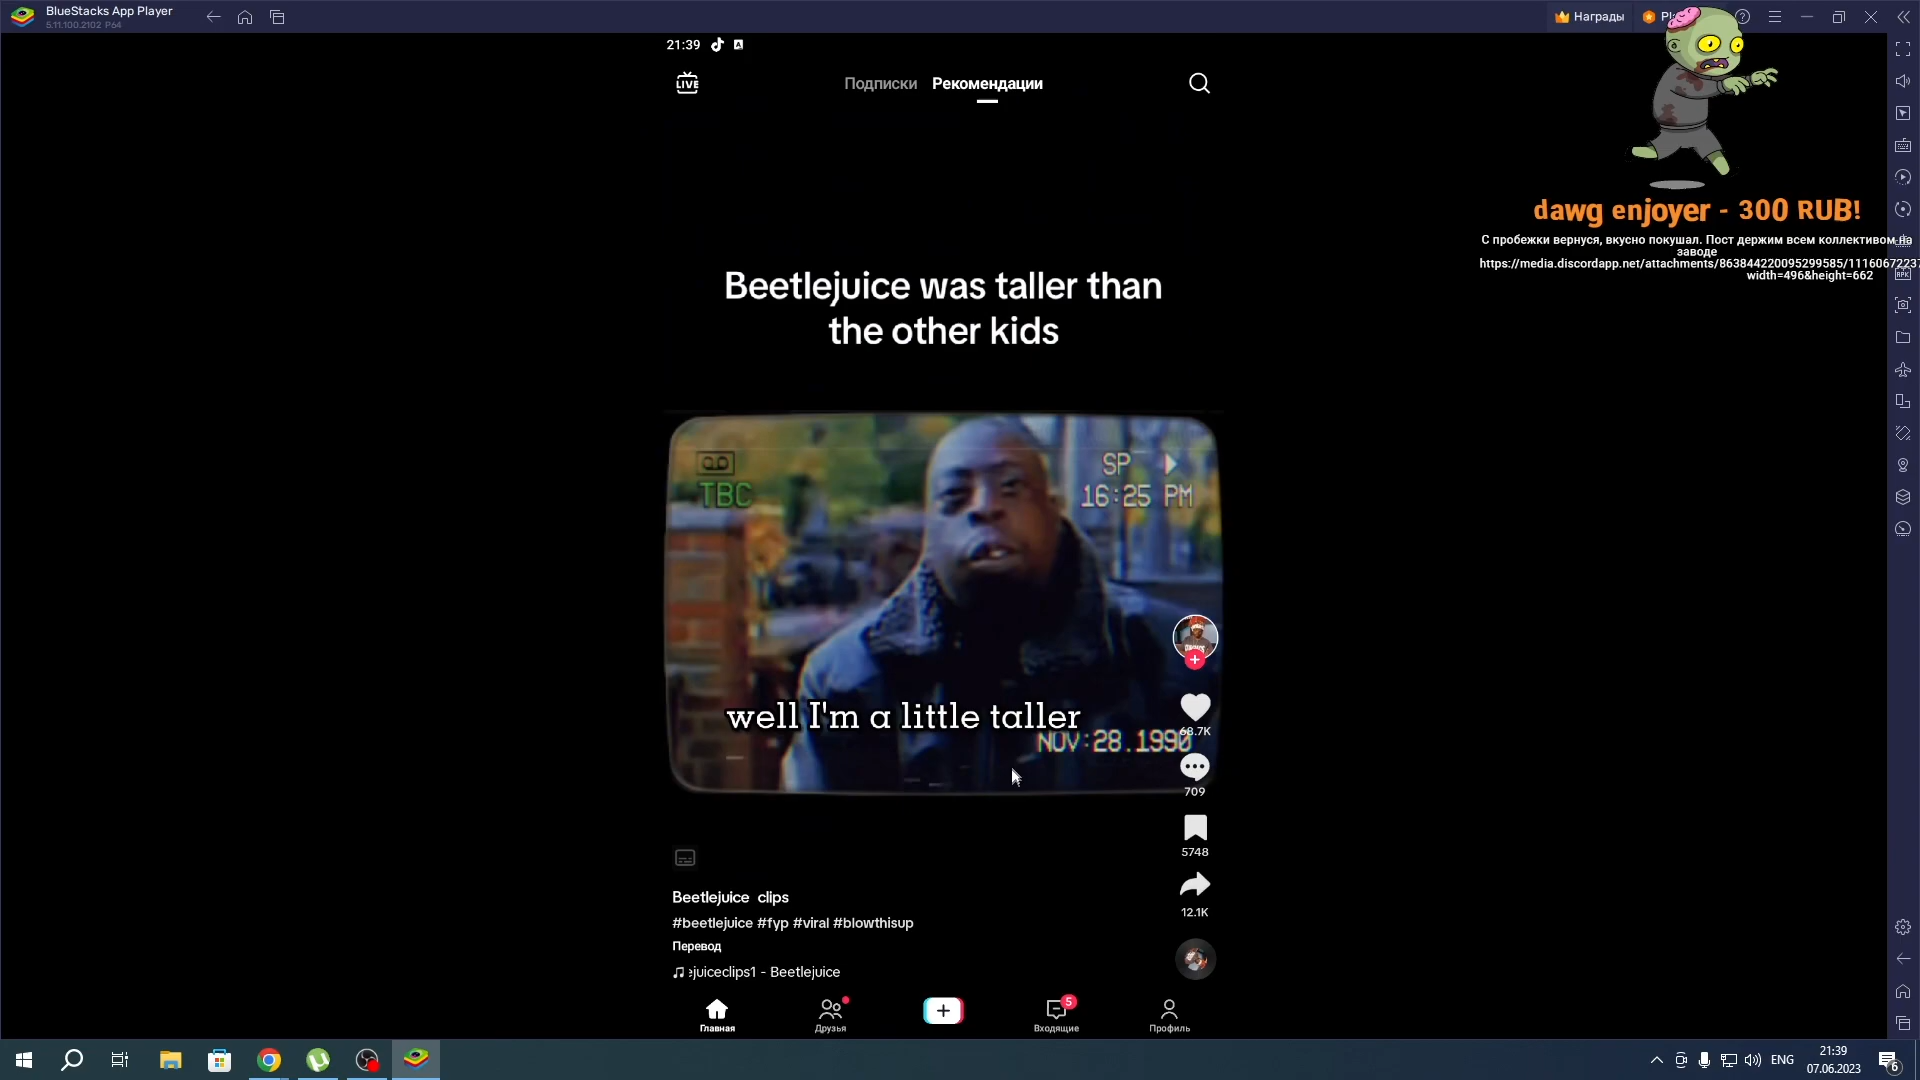 BlueStacks App Player
5.11.100.2102 P64
Награды
21:39
LIVE
Подписки
Рекомендации
dawg enjoyer - 300 RUB!
С пробежки вернуся, вкусно покушал. Пост держим всем коллективом на
заводе
https://media.discordapp.net/attachments/863844220095299585/11160672237
width=496&height=662
Beetlejuice was taller than
the other kids
TBC
SP
16:25 PM
well I'm a little taller
NOV:28.1990
68.7K
709
5748
12.1K
Beetlejuice clips
#beetlejuice #fyp #viral #blowthisup
Перевод
ejuiceclips1 - Beetlejuice
5
Главная
Друзья
Входящие
Профиль
ENG
21:39
07.06.2023
6